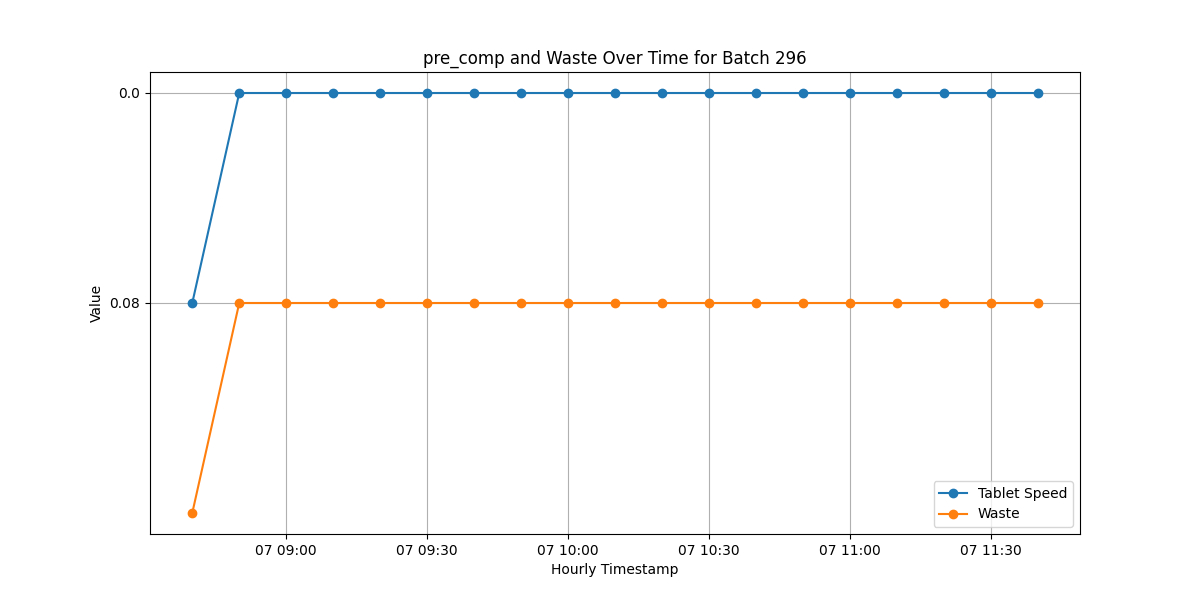 pre_comp and Waste Over Time for Batch 296
0.0
0.08
Value
07 09:00
07 09:30
07 10:00
07 10:30
07 11:00
07 11:30
Hourly Timestamp
Tablet Speed
Waste